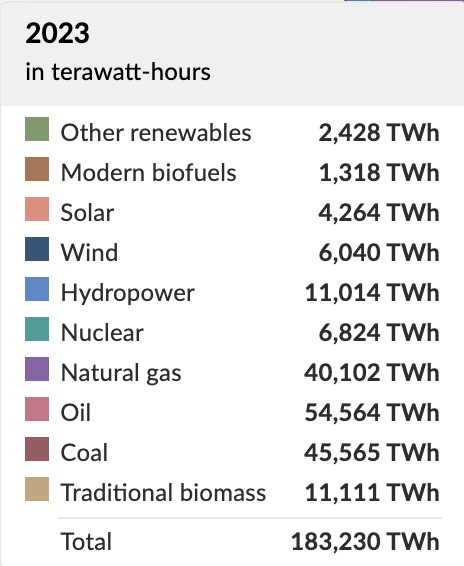 2023
in terawatt-hours
Other renewables 2,428 TWh
Modern biofuels 1,318 TWh
Solar 4,264 TWh
Wind 6,040 TWh
Hydropower 11,014 TWh
Nuclear 6,824 TWh
Natural gas 40,102 TWh
Oil 54,564 TWh
Coal 45,565 TWh
Traditional biomass 11,111 TWh
Total 183,230 TWh